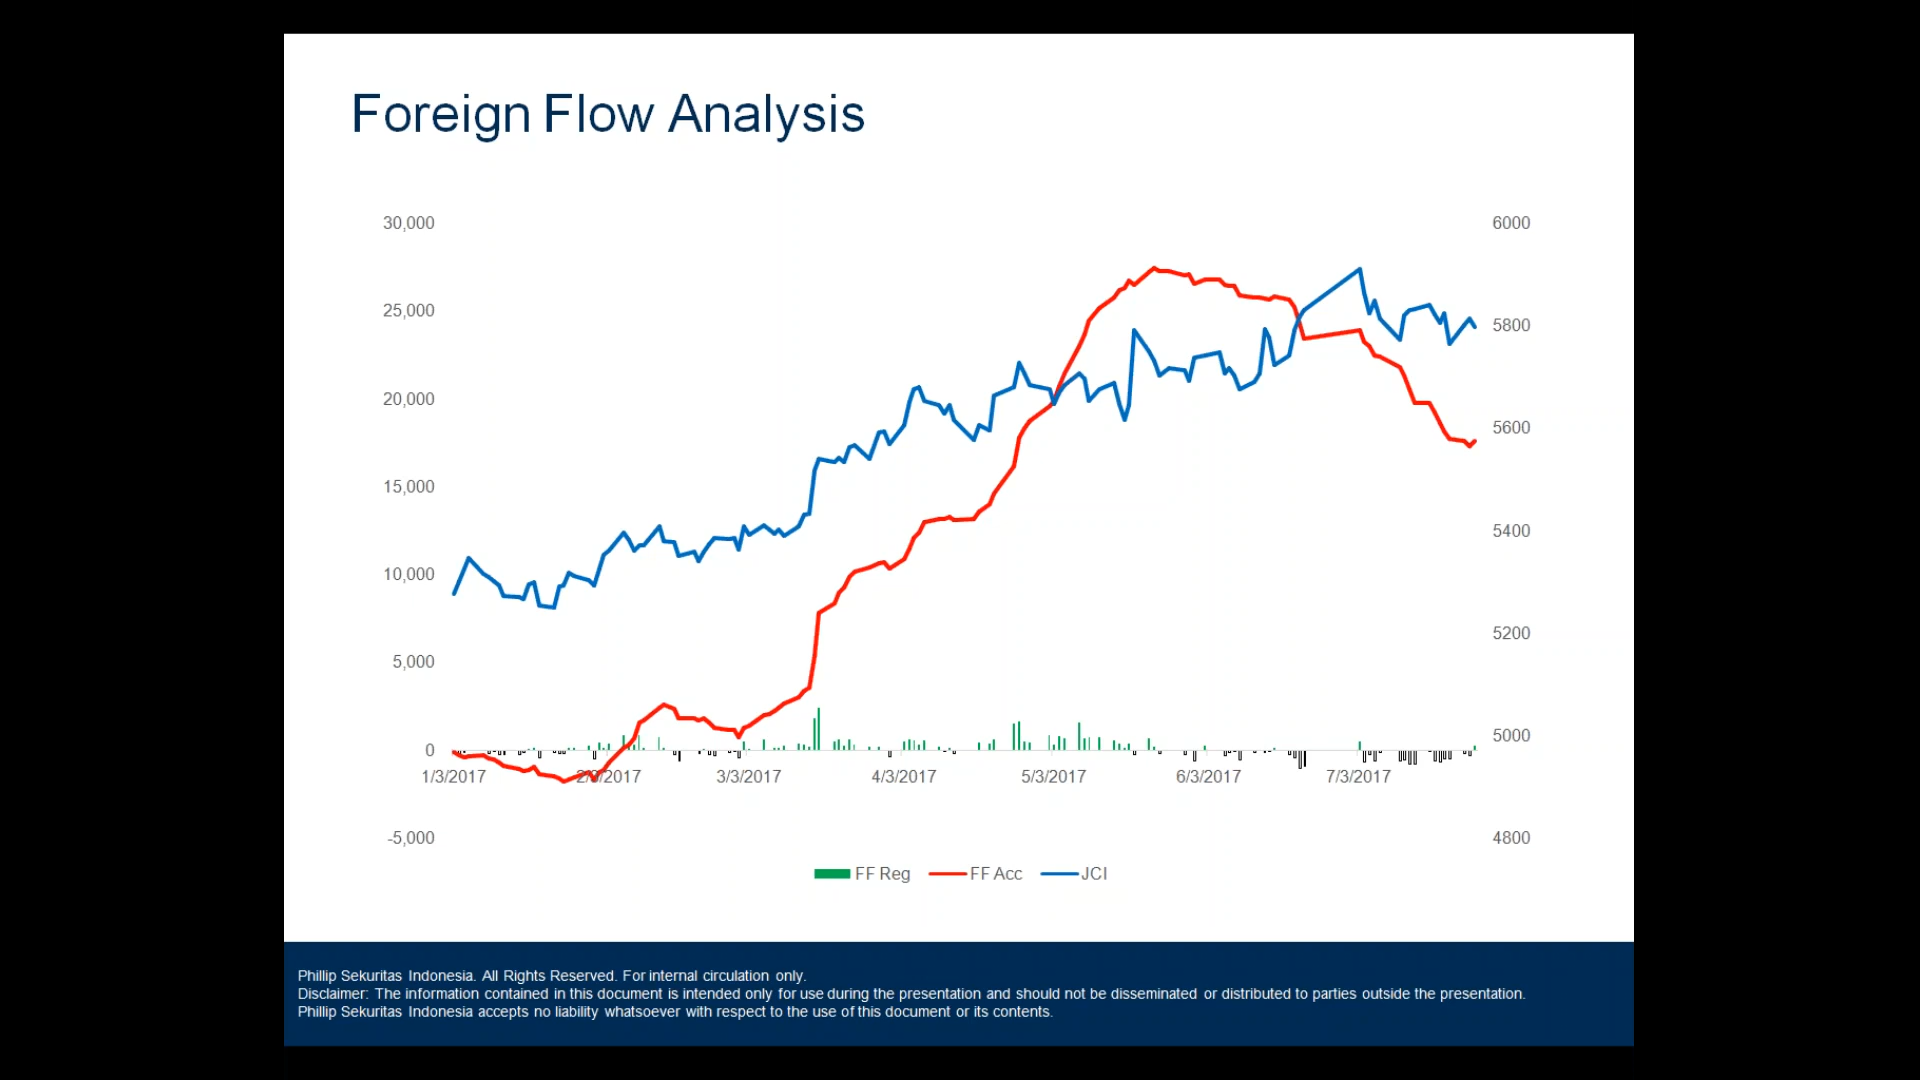 Foreign Flow Analysis
30,000
6000
25,000
5800
20,000
5600
15,000
5400
10,000
5200
5,000
0
5000
1/3/2017 2/3/2017 3/3/2017 4/3/2017 5/3/2017 6/3/2017 7/3/2017
-5,000
4800
FF Reg FF Acc JCI
Phillip Sekuritas Indonesia. All Rights Reserved. For internal circulation only.
Disclaimer: The information contained in this document is intended only for use during the presentation and should not be disseminated or distributed to parties outside the presentation.
Phillip Sekuritas Indonesia accepts no liability whatsoever with respect to the use of this document or its contents.